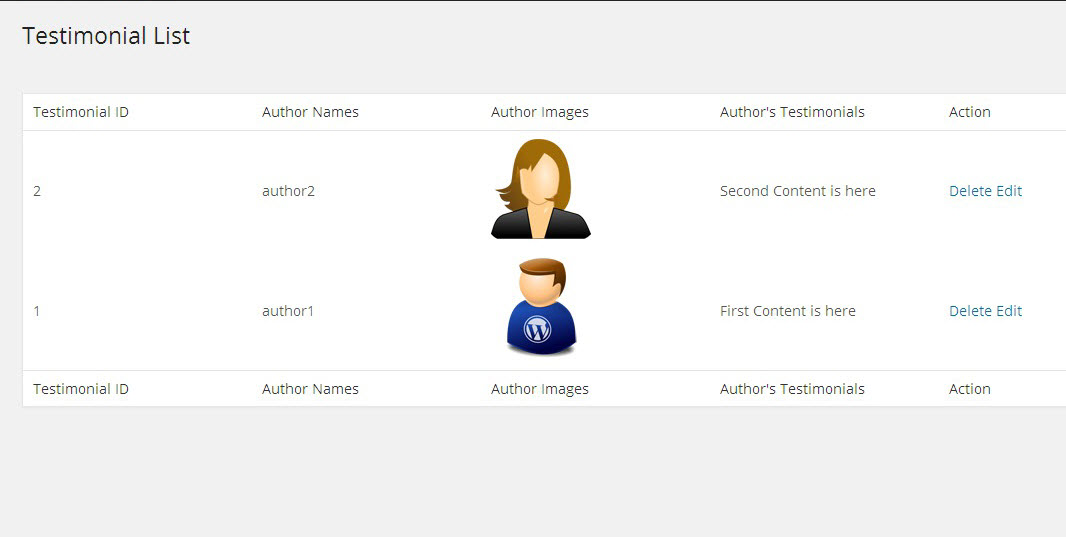 Testimonial List
Testimonial ID Author Names Author Images Author's Testimonials Action
2 author2 Second Content is here Delete Edit
1 author1 First Content is here Delete Edit
Testimonial ID Author Names Author Images Author's Testimonials Action